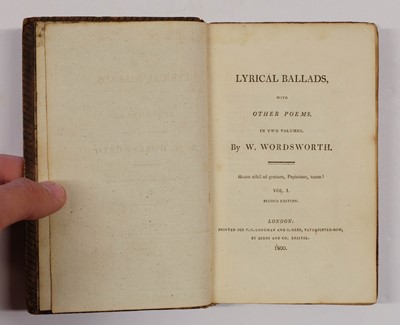 LYRICAL BALLADS,
WITH
OTHER POEMS.
IN TWO VOLUMES.
By W. WORDSWORTH.
Quam nihil ad genium, Papiniane, tuum!
VOL. I.
SECOND EDITION.
LONDON:
PRINTED FOR T. N. LONGMAN AND O. REES, PATERNOSTER-ROW,
BY BIGGS AND CO. BRISTOL.
1800.